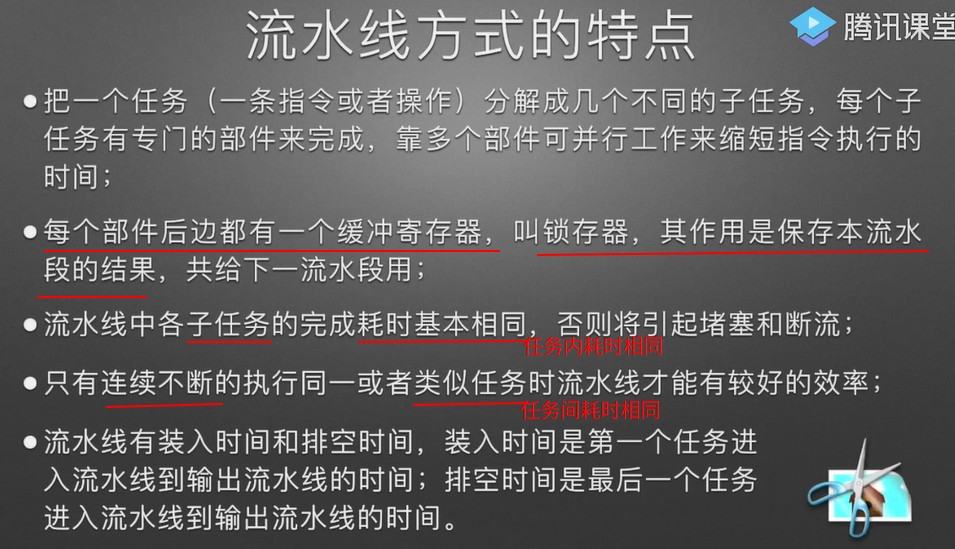 流水线方式的特点
腾讯课堂
●把一个任务（一条指令或者操作）分解成几个不同的子任务，每个子
任务有专门的部件来完成，靠多个部件可并行工作来缩短指令执行的
时间；
●每个部件后边都有一个缓冲寄存器，叫锁存器，其作用是保存本流水
段的结果，共给下一流水段用；
●流水线中各子任务的完成耗时基本相同，否则将引起堵塞和断流；
任务内耗时相同
●只有连续不断的执行同一或者类似任务时流水线才能有较好的效率；
任务间耗时相同
●流水线有装入时间和排空时间，装入时间是第一个任务进
入流水线到输出流水线的时间；排空时间是最后一个任务
进入流水线到输出流水线的时间。